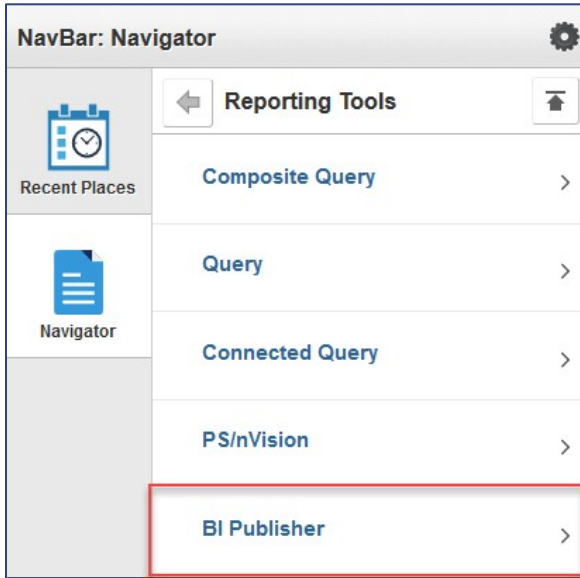 NavBar: Navigator
Reporting Tools
Recent Places
Composite Query
Query
Navigator
Connected Query
PS/nVision
BI Publisher